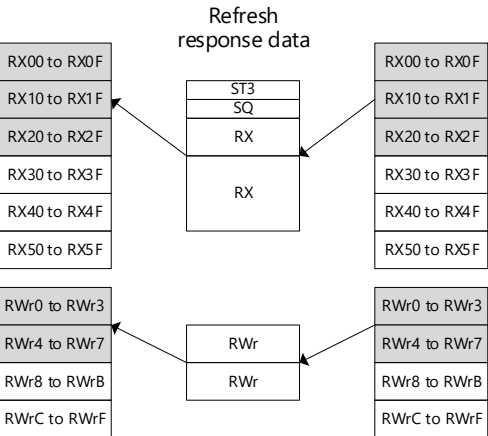 Refresh
response data
RX00 to RX0F
RX10 to RX1F
RX20 to RX2F
RX30 to RX3F
RX40 to RX4F
RX50 to RX5F
RWr0 to RWr3
RWr4 to RWr7
RWr8 to RWrB
RWrC to RWrF
ST3
SQ
RX
RX
RWr
RWr
RX00 to RX0F
RX10 to RX1F
RX20 to RX2F
RX30 to RX3F
RX40 to RX4F
RX50 to RX5F
RWr0 to RWr3
RWr4 to RWr7
RWr8 to RWrB
RWrC to RWrF